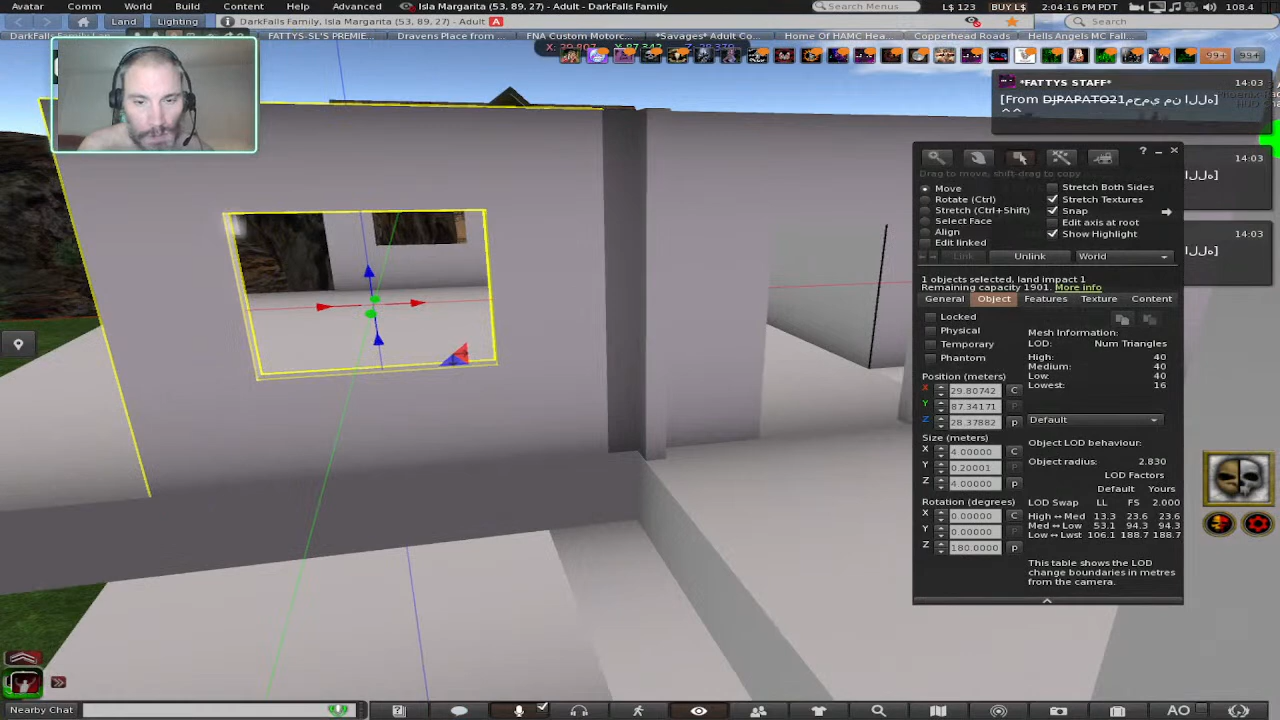 Avatar Comm World Build Content Help Advanced Isla Margarita (53, 89, 27) - Adult - DarkFalls Family Search Menus L$ 123 BUY L$ 2:04:16 PM PDT 108.4
Land Lighting DarkFalls Family, Isla Margarita (53, 89, 27) - Adult A Search
FATTYS-SL'S PREMIE... Dravens Place from ... FNA Custom Motorc... *Savages* Adult Co... Home Of HAMC Hea... Copperhead Roads Hells Angels MC Fall...
99+ 99+
*FATTYS STAFF* 14:03
[From DJPAPATO21محمي من الله]
^^
14:03
14:03
? _ ×
Drag to move, shift-drag to copy
Move
Rotate (Ctrl)
Stretch (Ctrl+Shift)
Select Face
Align
Edit linked
Stretch Both Sides
Stretch Textures
Snap
Edit axis at root
Show Highlight
Link Unlink World
1 objects selected, land impact 1
Remaining capacity 1901. More info
General Object Features Texture Content
Locked
Physical
Temporary
Phantom
Position (meters)
X 29.80742 C
Y 87.34171 p
Z 28.37882 p
Size (meters)
X 4.00000 C
Y 0.20001 p
Z 4.00000 p
Rotation (degrees)
X 0.00000 C
Y 0.00000
Z 180.0000 p
Mesh Information:
LOD: Num Triangles
High: 40
Medium: 40
Low: 40
Lowest: 16
Default
Object LOD behaviour:
Object radius: 2.830
LOD Factors
Default Yours
LOD Swap LL FS 2.000
High ↔ Med 13.3 23.6 23.6
Med ↔ Low 53.1 94.3 94.3
Low ↔ Lwst 106.1 188.7 188.7
This table shows the LOD
change boundaries in metres
from the camera.
Nearby Chat AO